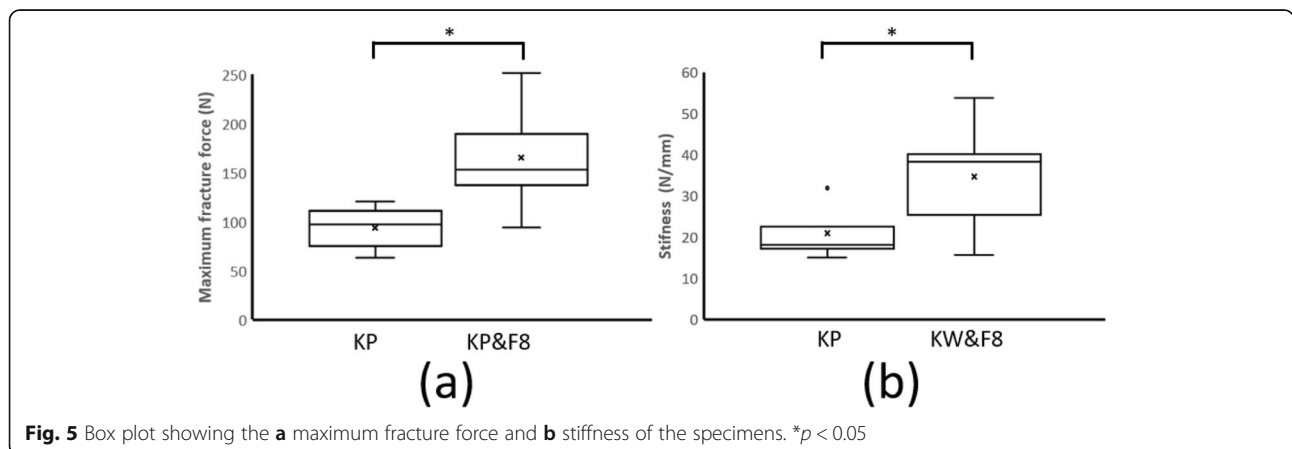 *
Maximum fracture force (N)
250
200
150
100
50
0
KP KP&F8
(a)
*
Stifness (N/mm)
60
50
40
30
20
10
0
KP KW&F8
(b)
Fig. 5 Box plot showing the a maximum fracture force and b stiffness of the specimens. *p < 0.05